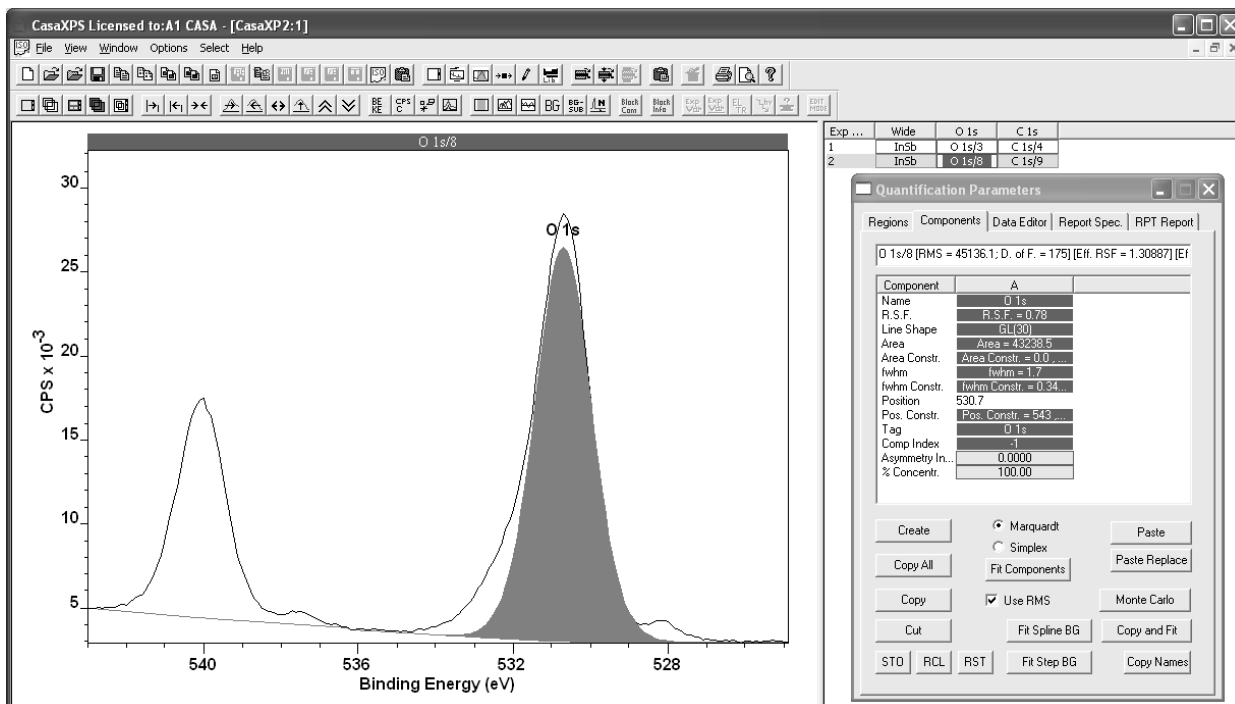 CasaXPS Licensed to:A1 CASA - [CasaXP2:1]
File View Window Options Select Help
BE KE CPS C BG BG-SUB Block Com Block Info Exp Var Exp Var EL TR EDIT MODE
O 1s/8
CPS x 10⁻³
30
25
20
15
10
5
O 1s
540 536 532 528
Binding Energy (eV)
Exp ... Wide O 1s C 1s
1 InSb O 1s/3 C 1s/4
2 InSb O 1s/8 C 1s/9
Quantification Parameters
Regions Components Data Editor Report Spec. RPT Report
O 1s/8 [RMS = 45136.1; D. of F. = 175] [Eff. RSF = 1.30887] [Ef
Component A
Name O 1s
R.S.F. R.S.F. = 0.78
Line Shape GL(30)
Area Area = 43238.5
Area Constr. Area Constr. = 0.0 , ...
fwhm fwhm = 1.7
fwhm Constr. fwhm Constr. = 0.34...
Position 530.7
Pos. Constr. Pos. Constr. = 543 ,...
Tag O 1s
Comp Index -1
Asymmetry In... 0.0000
% Concentr. 100.00
Create Marquardt Paste
Simplex
Copy All Fit Components Paste Replace
Copy Use RMS Monte Carlo
Cut Fit Spline BG Copy and Fit
STO RCL RST Fit Step BG Copy Names